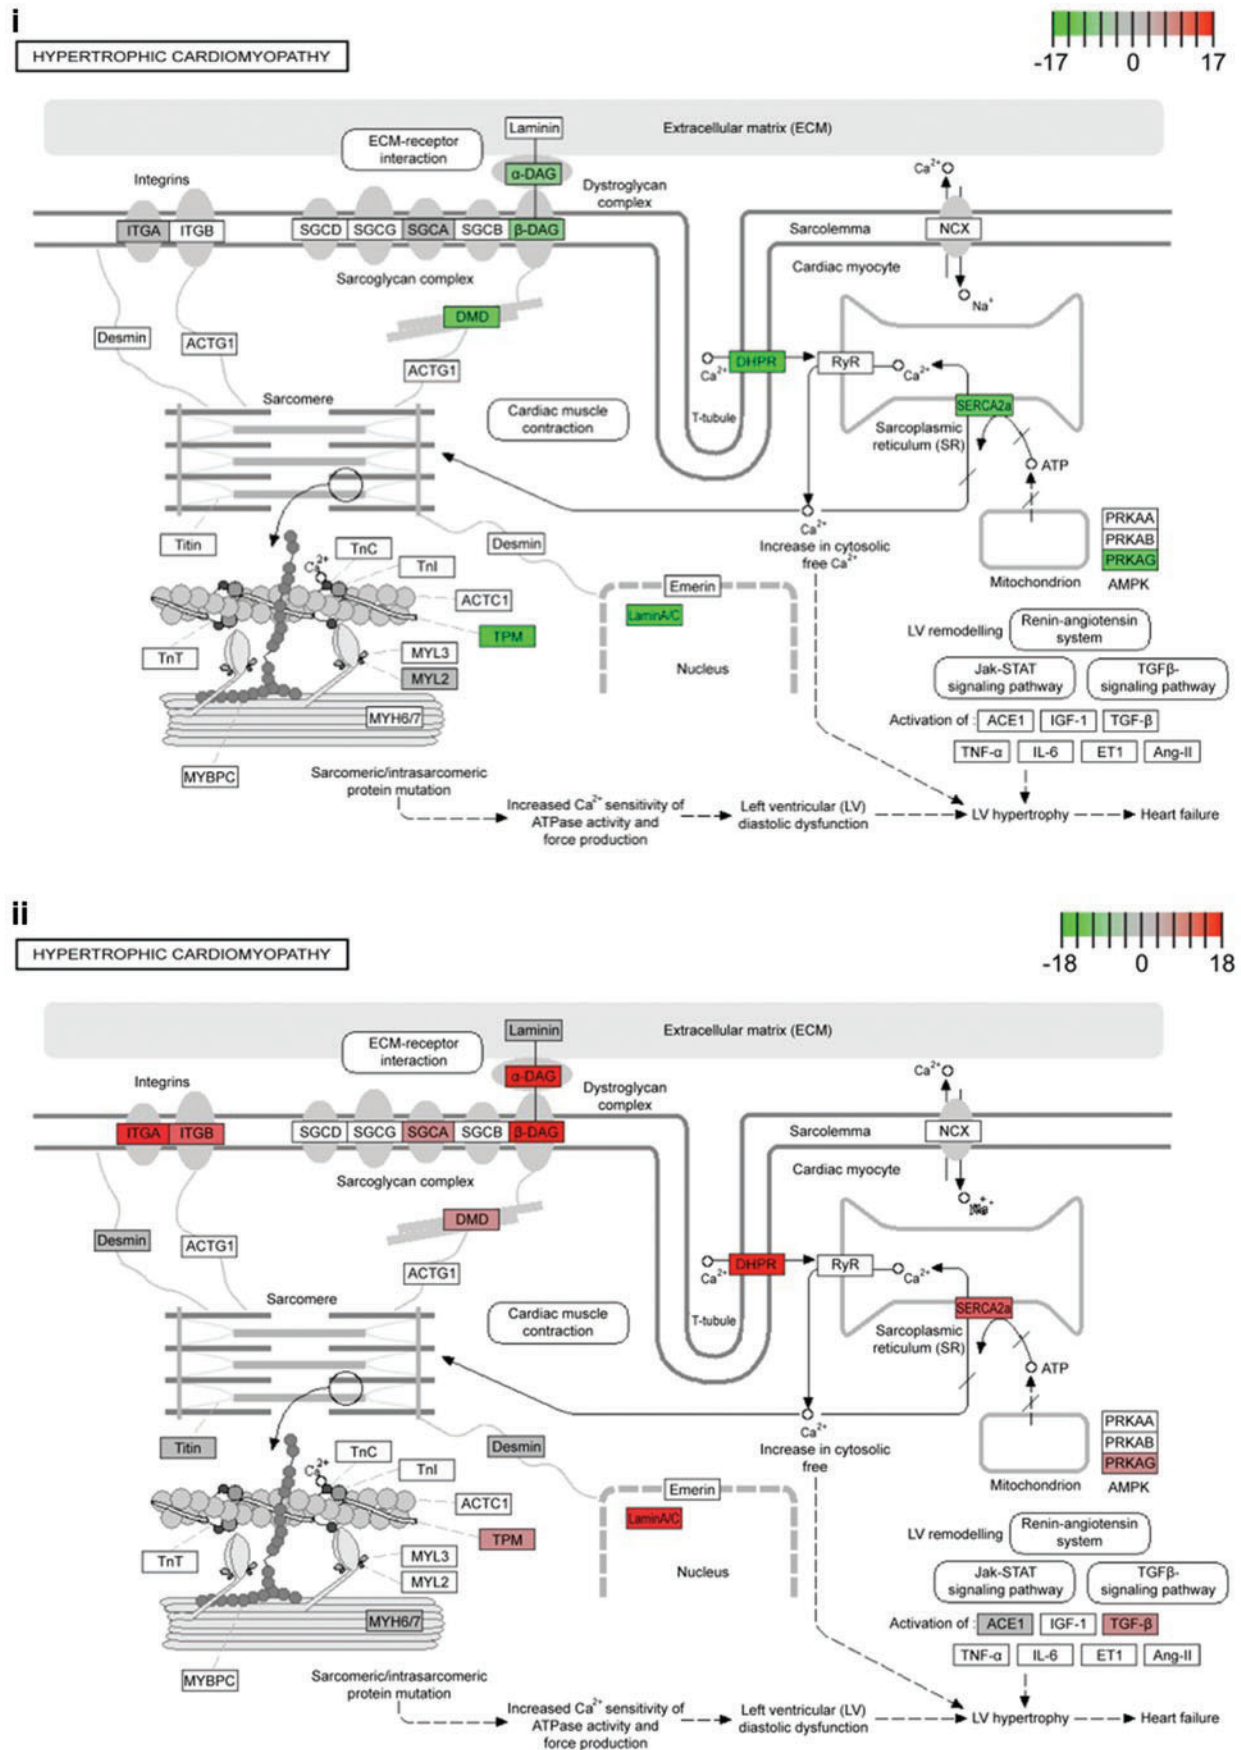 i
HYPERTROPHIC CARDIOMYOPATHY
-17 0 17
Laminin
Extracellular matrix (ECM)
ECM-receptor
interaction
α-DAG
Dystroglycan
complex
Integrins
Ca2+
ITGA
ITGB
SGCD
SGCG
SGCA
SGCB
β-DAG
Sarcolemma
NCX
Sarcoglycan complex
Cardiac myocyte
Na+
DMD
Desmin
ACTG1
ACTG1
Ca2+
DHPR
RyR
Ca2+
Sarcomere
Cardiac muscle
contraction
T-tubule
SERCA2a
Sarcoplasmic
reticulum (SR)
ATP
Titin
Desmin
Ca2+
Increase in cytosolic
free Ca2+
PRKAA
PRKAB
PRKAG
Mitochondrion
AMPK
Ca2+
TnC
TnI
ACTC1
TPM
Emerin
LaminA/C
Nucleus
TnT
MYL3
MYL2
MYH6/7
MYBPC
LV remodelling
Renin-angiotensin
system
Jak-STAT
signaling pathway
TGFβ-
signaling pathway
Activation of :
ACE1
IGF-1
TGF-β
TNF-α
IL-6
ET1
Ang-II
Sarcomeric/intrasarcomeric
protein mutation
Increased Ca2+ sensitivity of
ATPase activity and
force production
Left ventricular (LV)
diastolic dysfunction
LV hypertrophy
Heart failure
ii
HYPERTROPHIC CARDIOMYOPATHY
-18 0 18
Laminin
Extracellular matrix (ECM)
ECM-receptor
interaction
α-DAG
Dystroglycan
complex
Integrins
Ca2+
ITGA
ITGB
SGCD
SGCG
SGCA
SGCB
β-DAG
Sarcolemma
NCX
Sarcoglycan complex
Cardiac myocyte
DMD
Desmin
ACTG1
ACTG1
Ca2+
DHPR
RyR
Ca2+
Sarcomere
Cardiac muscle
contraction
T-tubule
SERCA2a
Sarcoplasmic
reticulum (SR)
ATP
Titin
Desmin
Ca2+
Increase in cytosolic
free
PRKAA
PRKAB
PRKAG
Mitochondrion
AMPK
Ca2+
TnC
TnI
ACTC1
TPM
Emerin
LaminA/C
Nucleus
TnT
MYL3
MYL2
MYH6/7
MYBPC
LV remodelling
Renin-angiotensin
system
Jak-STAT
signaling pathway
TGFβ-
signaling pathway
Activation of :
ACE1
IGF-1
TGF-β
TNF-α
IL-6
ET1
Ang-II
Sarcomeric/intrasarcomeric
protein mutation
Increased Ca2+ sensitivity of
ATPase activity and
force production
Left ventricular (LV)
diastolic dysfunction
LV hypertrophy
Heart failure